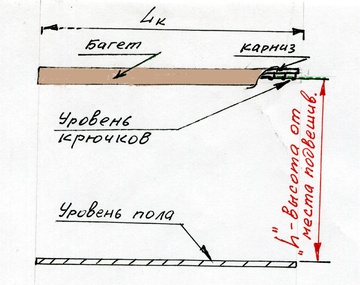 Lк
Багет
карниз
Уровень
крючков
Уровень пола
"h"-высота от
места подвешив.